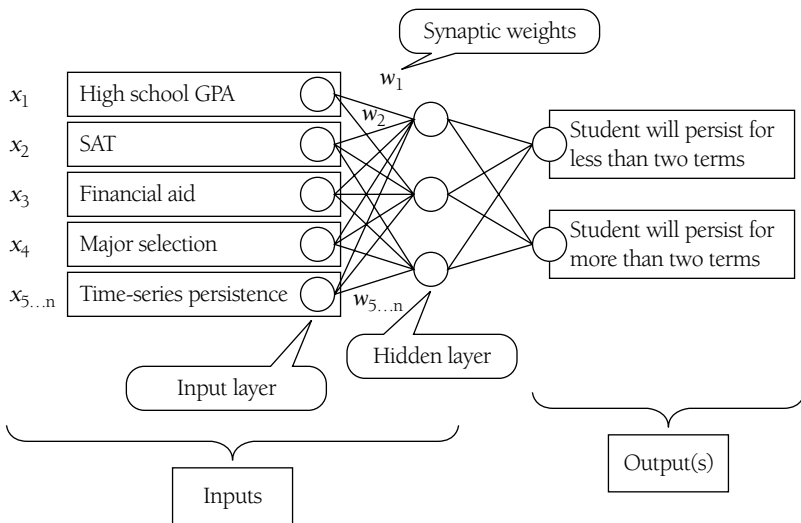 Synaptic weights
w1
x1 High school GPA
w2
x2 SAT
Student will persist for
less than two terms
x3 Financial aid
x4 Major selection
Student will persist for
more than two terms
x5…n Time-series persistence
w5…n
Hidden layer
Input layer
Output(s)
Inputs